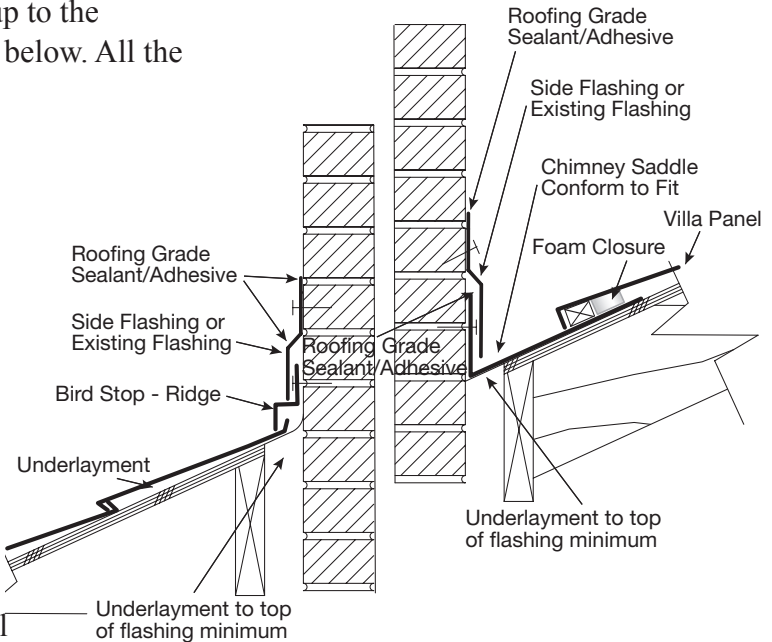 up to the
below. All the
Roofing Grade
Sealant/Adhesive
Side Flashing or
Existing Flashing
Chimney Saddle
Conform to Fit
Villa Panel
Foam Closure
Roofing Grade
Sealant/Adhesive
Side Flashing or
Existing Flashing
Roofing Grade
Sealant/Adhesive
Bird Stop - Ridge
Underlayment
Underlayment to top
of flashing minimum
Underlayment to top
of flashing minimum